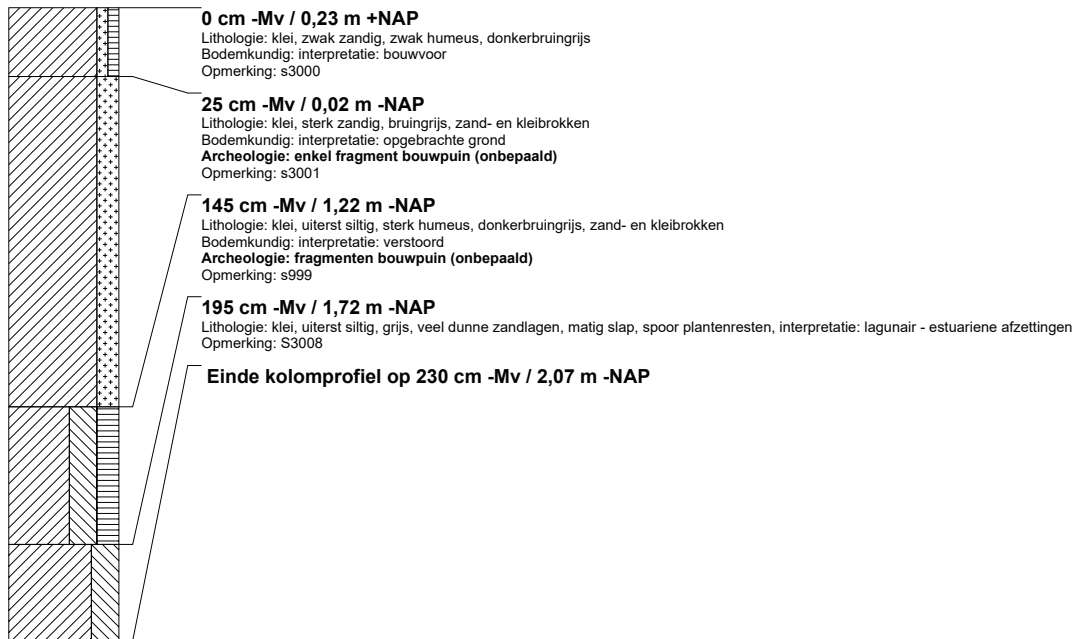 0 cm -Mv / 0,23 m +NAP
Lithologie: klei, zwak zandig, zwak humeus, donkerbruingrijs
Bodemkundig: interpretatie: bouwvoor
Opmerking: s3000
25 cm -Mv / 0,02 m -NAP
Lithologie: klei, sterk zandig, bruingrijs, zand- en kleibrokken
Bodemkundig: interpretatie: opgebrachte grond
Archeologie: enkel fragment bouwpuin (onbepaald)
Opmerking: s3001
145 cm -Mv / 1,22 m -NAP
Lithologie: klei, uiterst siltig, sterk humeus, donkerbruingrijs, zand- en kleibrokken
Bodemkundig: interpretatie: verstoord
Archeologie: fragmenten bouwpuin (onbepaald)
Opmerking: s999
195 cm -Mv / 1,72 m -NAP
Lithologie: klei, uiterst siltig, grijs, veel dunne zandlagen, matig slap, spoor plantenresten, interpretatie: lagunair - estuariene afzettingen
Opmerking: S3008
Einde kolomprofiel op 230 cm -Mv / 2,07 m -NAP